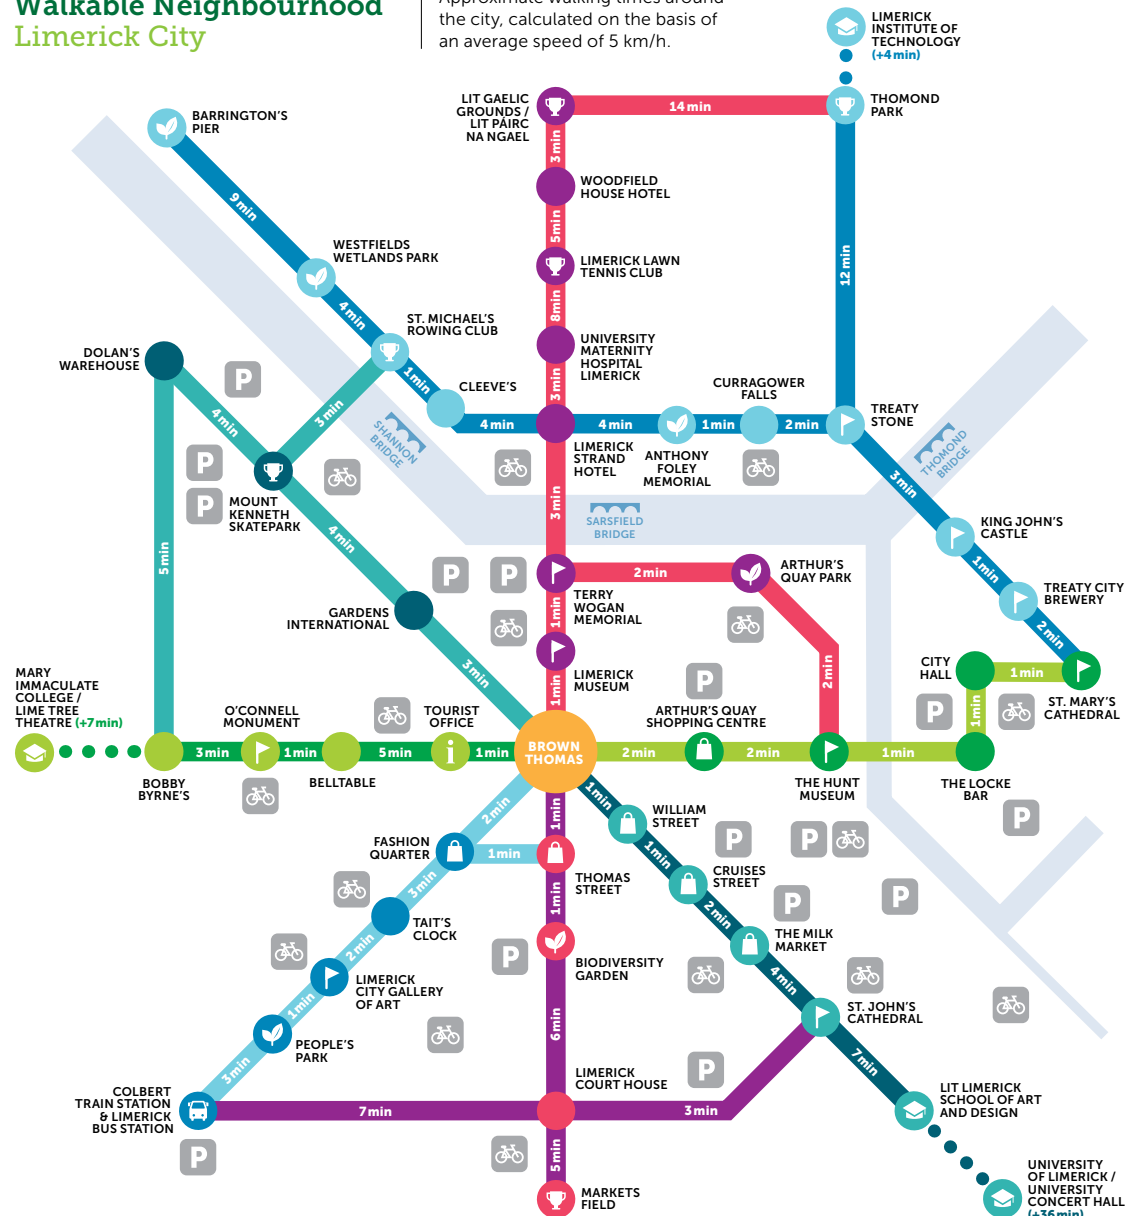 Walkable Neighbourhood
Limerick City
Approximate walking times around
the city, calculated on the basis of
an average speed of 5 km/h.
LIMERICK
INSTITUTE OF
TECHNOLOGY
(+4 min)
BARRINGTON'S
PIER
LIT GAELIC
GROUNDS /
LIT PÁIRC
NA NGAEL
14 min
THOMOND
PARK
3 min
WOODFIELD
HOUSE HOTEL
9 min
5 min
WESTFIELDS
WETLANDS PARK
LIMERICK LAWN
TENNIS CLUB
12 min
4 min
8 min
ST. MICHAEL'S
ROWING CLUB
UNIVERSITY
MATERNITY
HOSPITAL
LIMERICK
DOLAN'S
WAREHOUSE
P
1 min
CLEEVE'S
3 min
CURRAGOWER
FALLS
4 min
3 min
4 min
4 min
1 min
2 min
TREATY
STONE
SHANNON
BRIDGE
LIMERICK
STRAND
HOTEL
ANTHONY
FOLEY
MEMORIAL
THOMOND
BRIDGE
P
P
MOUNT
KENNETH
SKATEPARK
3 min
3 min
SARSFIELD
BRIDGE
KING JOHN'S
CASTLE
5 min
4 min
P
P
2 min
ARTHUR'S
QUAY PARK
1 min
TREATY CITY
BREWERY
GARDENS
INTERNATIONAL
TERRY
WOGAN
MEMORIAL
1 min
2 min
3 min
LIMERICK
MUSEUM
P
2 min
CITY
HALL
1 min
ST. MARY'S
CATHEDRAL
MARY
IMMACULATE
COLLEGE /
LIME TREE
THEATRE (+7 min)
O'CONNELL
MONUMENT
TOURIST
OFFICE
1 min
ARTHUR'S QUAY
SHOPPING CENTRE
P
1 min
3 min
1 min
5 min
i
1 min
BROWN
THOMAS
2 min
2 min
1 min
BOBBY
BYRNE'S
BELLTABLE
THE HUNT
MUSEUM
THE LOCKE
BAR
2 min
1 min
1 min
WILLIAM
STREET
P
P
P
FASHION
QUARTER
1 min
THOMAS
STREET
1 min
CRUISES
STREET
3 min
1 min
2 min
P
P
TAIT'S
CLOCK
THE MILK
MARKET
2 min
P
BIODIVERSITY
GARDEN
4 min
LIMERICK
CITY GALLERY
OF ART
1 min
6 min
ST. JOHN'S
CATHEDRAL
PEOPLE'S
PARK
7 min
3 min
LIMERICK
COURT HOUSE
P
COLBERT
TRAIN STATION
& LIMERICK
BUS STATION
7 min
3 min
LIT LIMERICK
SCHOOL OF ART
AND DESIGN
P
5 min
MARKETS
FIELD
UNIVERSITY
OF LIMERICK /
UNIVERSITY
CONCERT HALL
(+36 min)